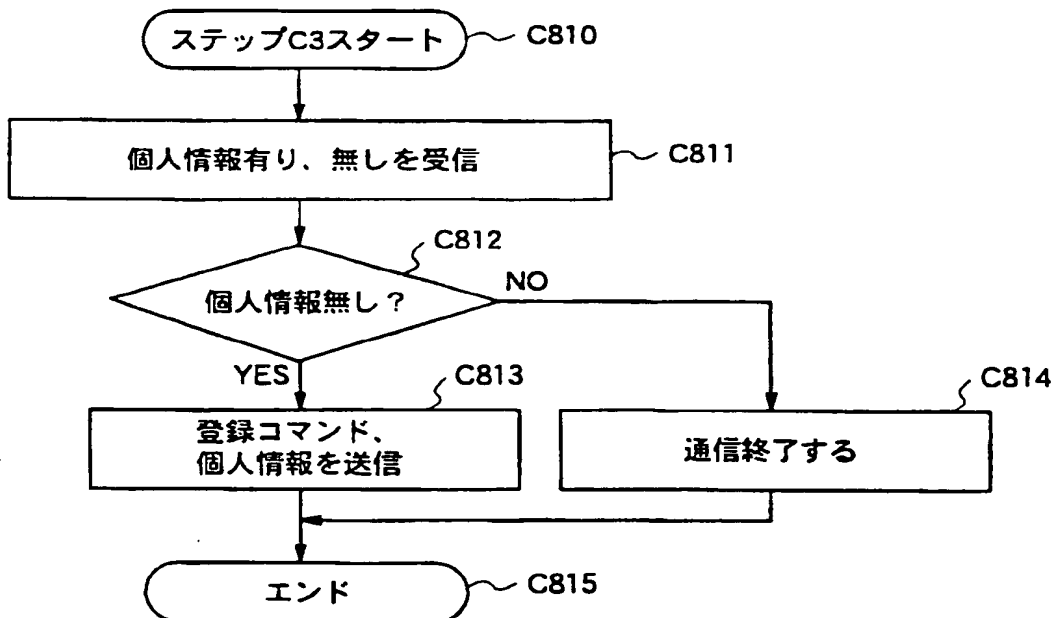 ステップC3スタート
C810
個人情報有り、無しを受信
C811
C812
個人情報無し？
NO
YES
C813
C814
登録コマンド、
個人情報を送信
通信終了する
エンド
C815